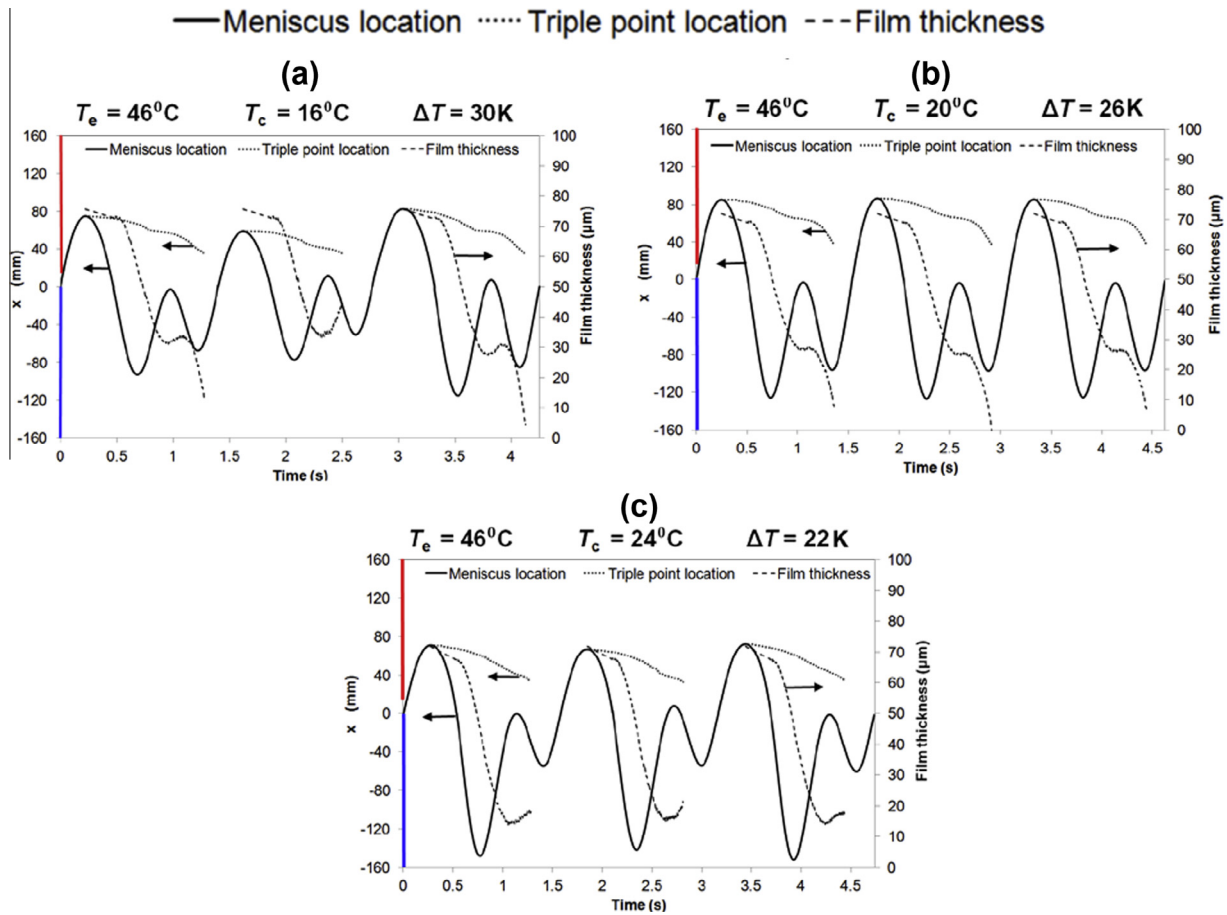 Meniscus location Triple point location Film thickness
(a)
T_e = 46⁰C T_c = 16⁰C ΔT = 30K
Meniscus location Triple point location Film thickness
160
120
80
40
0
-40
-80
-120
-160
x (mm)
100
90
80
70
60
50
40
30
20
10
0
Film thickness (μm)
0 0.5 1 1.5 2 2.5 3 3.5 4
Time (s)
(b)
T_e = 46⁰C T_c = 20⁰C ΔT = 26K
Meniscus location Triple point location Film thickness
160
120
80
40
0
-40
-80
-120
-160
x (mm)
100
90
80
70
60
50
40
30
20
10
0
Film thickness (μm)
0 0.5 1 1.5 2 2.5 3 3.5 4 4.5
Time (s)
(c)
T_e = 46⁰C T_c = 24⁰C ΔT = 22K
Meniscus location Triple point location Film thickness
160
120
80
40
0
-40
-80
-120
-160
x (mm)
100
90
80
70
60
50
40
30
20
10
0
Film thickness (μm)
0 0.5 1 1.5 2 2.5 3 3.5 4 4.5
Time (s)